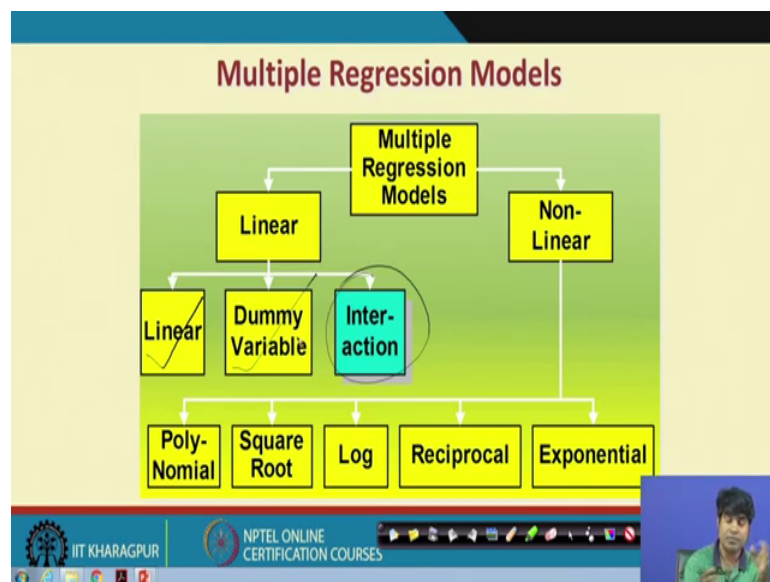 Multiple Regression Models
Multiple
Regression
Models
Linear
Non-
Linear
Linear
Dummy
Variable
Inter-
action
Poly-
Nomial
Square
Root
Log
Reciprocal
Exponential
IIT KHARAGPUR
NPTEL ONLINE
CERTIFICATION COURSES